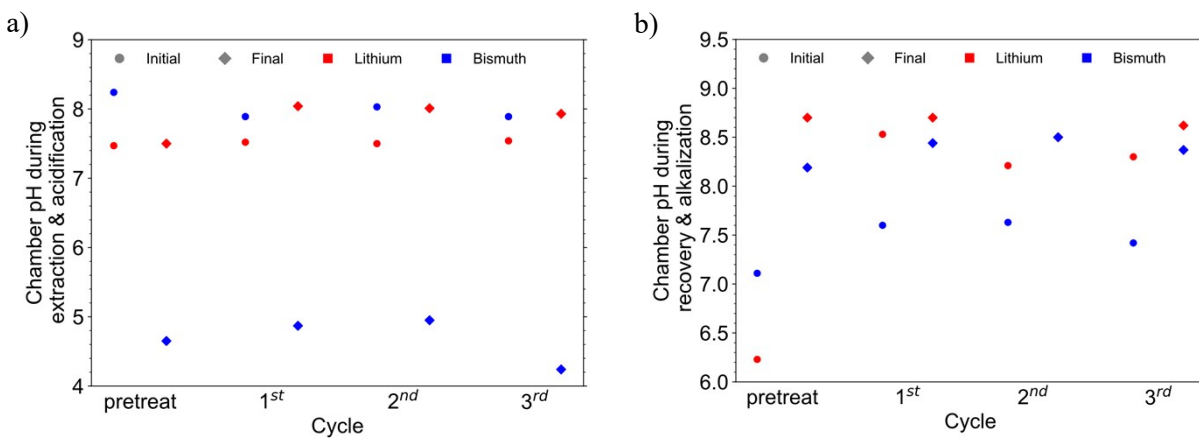 a)
Chamber pH during
extraction & acidification
9
8
7
6
5
4
Initial
Final
Lithium
Bismuth
pretreat
1st
2nd
3rd
Cycle
b)
Chamber pH during
recovery & alkalization
9.5
9.0
8.5
8.0
7.5
7.0
6.5
6.0
Initial
Final
Lithium
Bismuth
pretreat
1st
2nd
3rd
Cycle